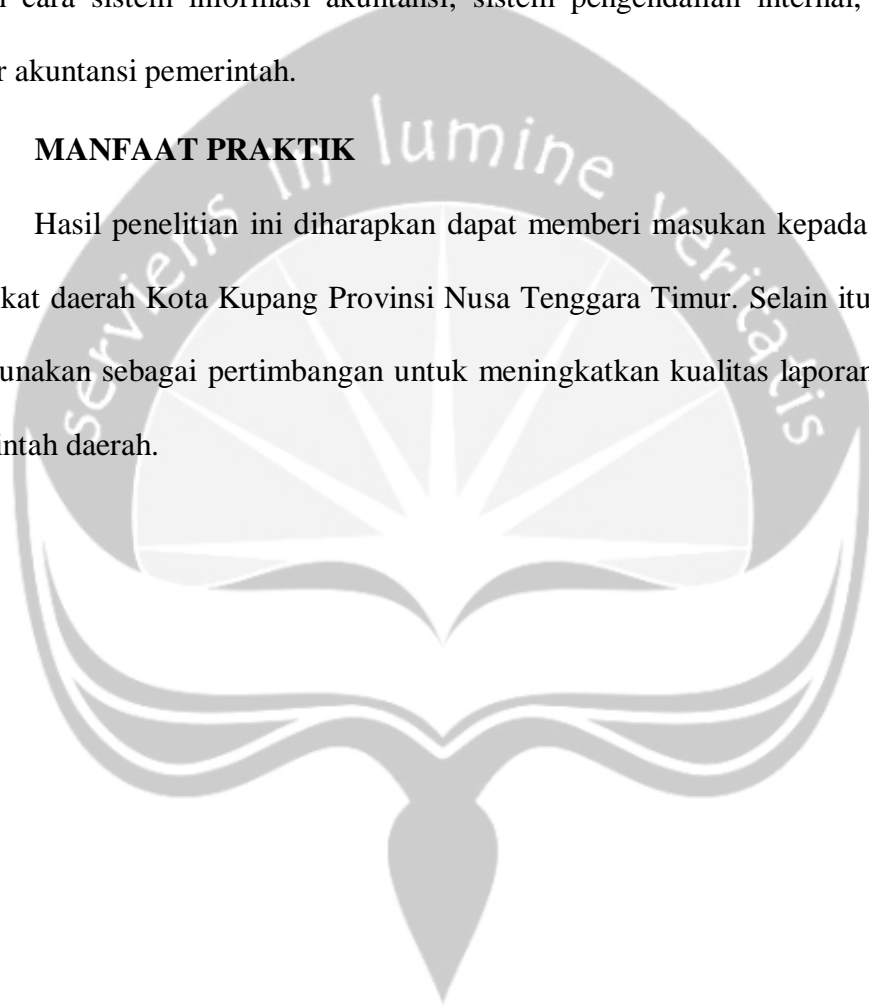 cara sistem informasi akuntansi, sistem pengendalian internal,
akuntansi pemerintah.
MANFAAT PRAKTIK
Hasil penelitian ini diharapkan dapat memberi masukan kepada
kat daerah Kota Kupang Provinsi Nusa Tenggara Timur. Selain itu
unakan sebagai pertimbangan untuk meningkatkan kualitas laporan
intah daerah.
serviens in lumine veritatis